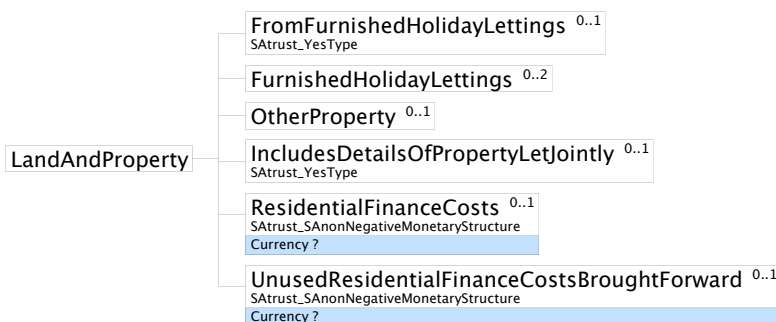 FromFurnishedHolidayLettings 0..1
SAtrust_YesType
FurnishedHolidayLettings 0..2
OtherProperty 0..1
LandAndProperty
IncludesDetailsOfPropertyLetJointly 0..1
SAtrust_YesType
ResidentialFinanceCosts 0..1
SAtrust_SAnonNegativeMonetaryStructure
Currency ?
UnusedResidentialFinanceCostsBroughtForward 0..1
SAtrust_SAnonNegativeMonetaryStructure
Currency ?